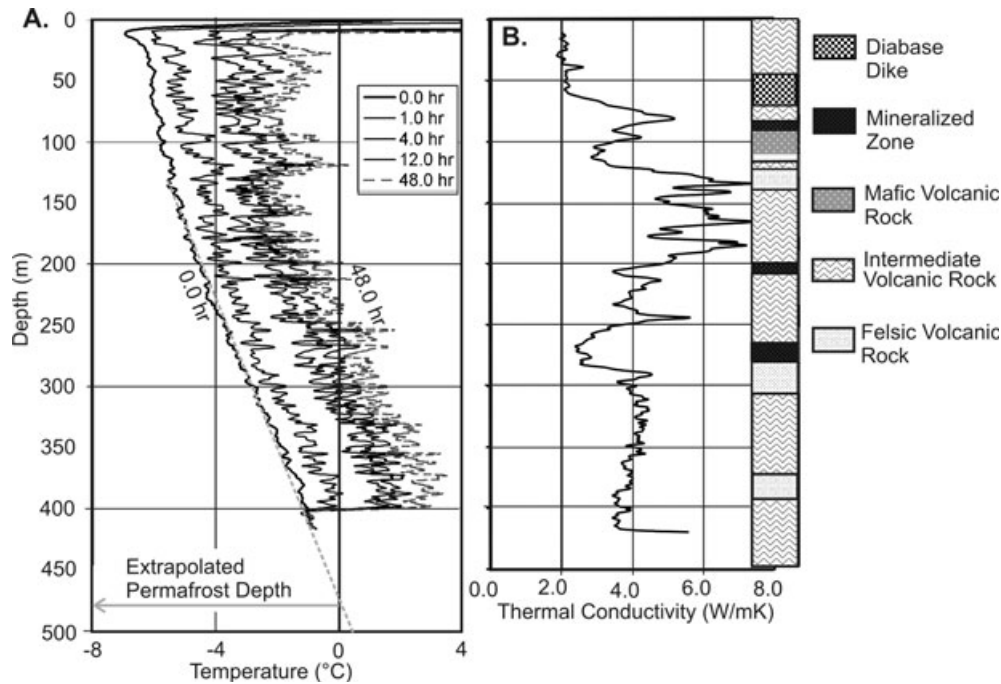 A.
0
50
100
150
200
250
300
350
400
450
500
Depth (m)
0.0 hr
1.0 hr
4.0 hr
12.0 hr
48.0 hr
0.0 hr
48.0 hr
Extrapolated
Permafrost Depth
-8
-4
0
4
Temperature (°C)
B.
0.0
2.0
4.0
6.0
8.0
Thermal Conductivity (W/mK)
Diabase
Dike
Mineralized
Zone
Mafic Volcanic
Rock
Intermediate
Volcanic Rock
Felsic Volcanic
Rock